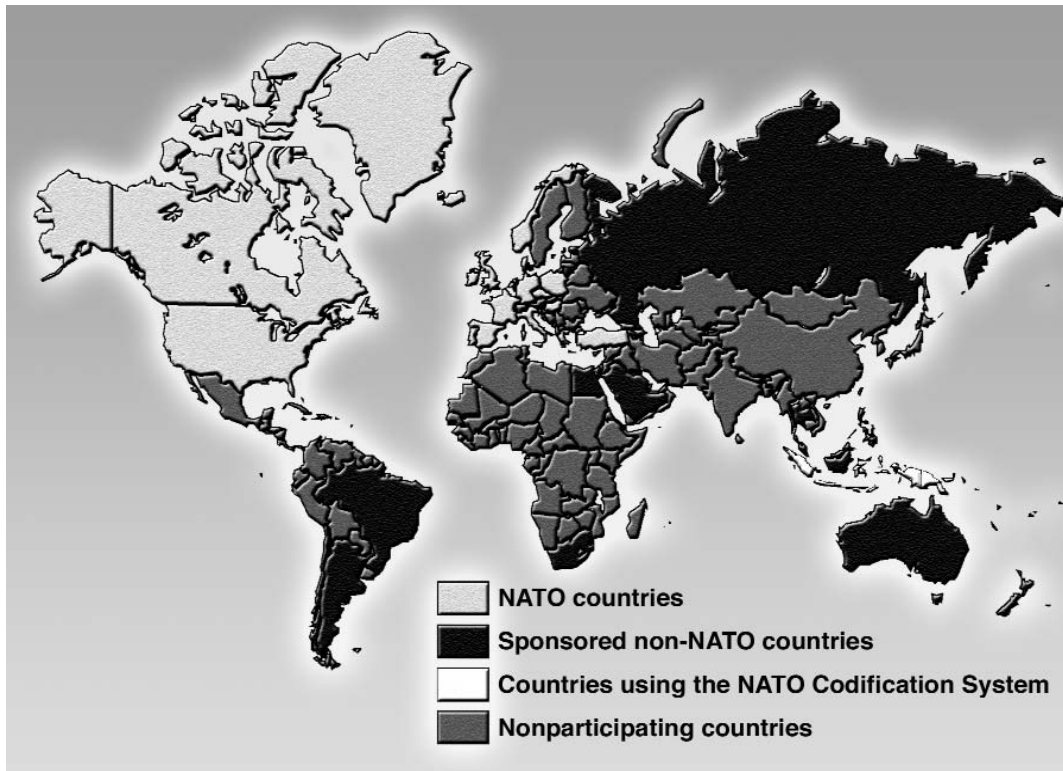 NATO countries
Sponsored non-NATO countries
Countries using the NATO Codification System
Nonparticipating countries